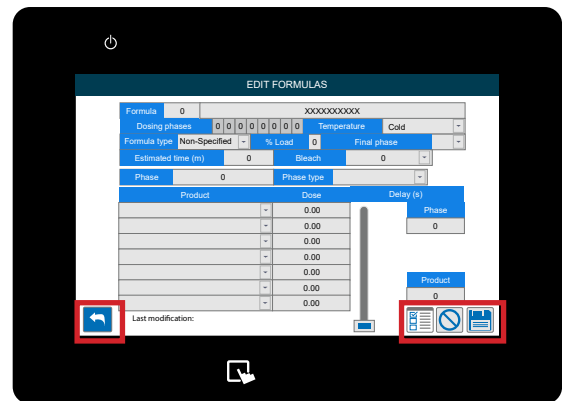 EDIT FORMULAS
Formula 0 XXXXXXXXXX
Dosing phases 0 0 0 0 0 0 0 0 Temperature Cold
Formula type Non-Specified % Load 0 Final phase
Estimated time (m) 0 Bleach 0
Phase 0 Phase type
Product Dose Delay (s)
0.00 Phase
0.00 0
0.00
0.00
0.00 Product
0.00 0
0.00
Last modification: